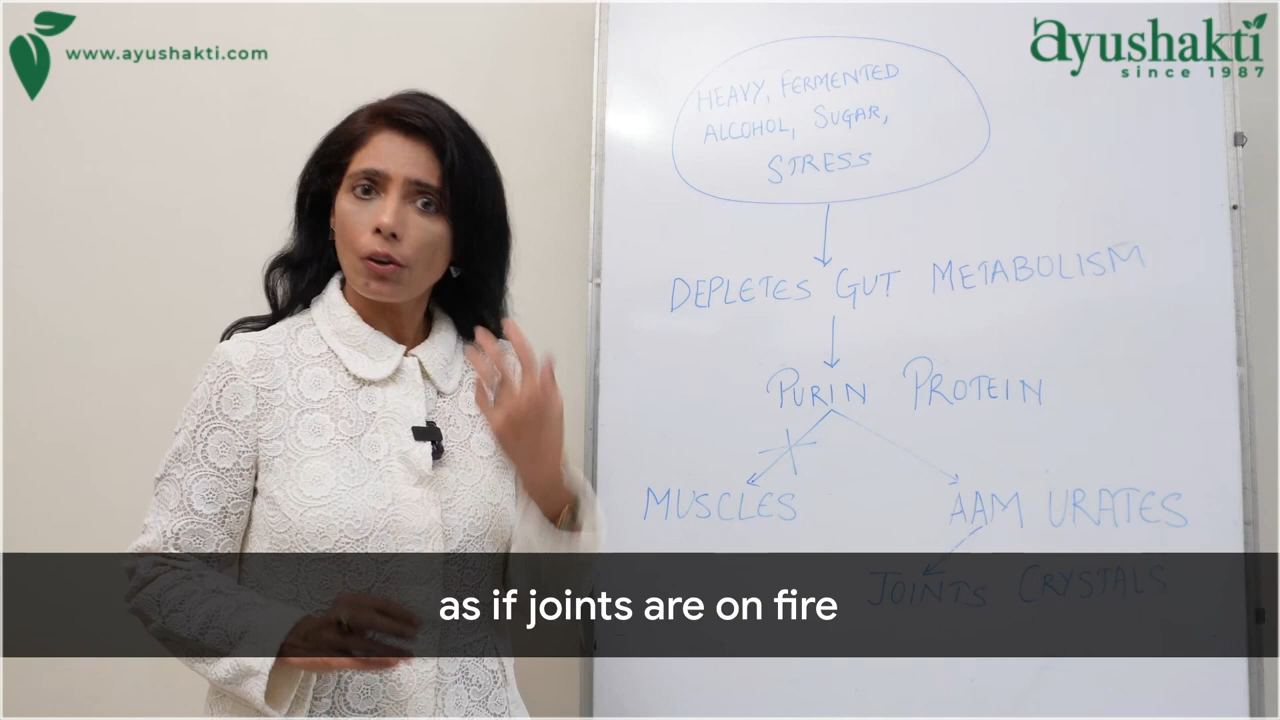 www.ayushakti.com
ayushakti
since 1987
HEAVY, FERMENTED
ALCOHOL, SUGAR,
STRESS
DEPLETES GUT METABOLISM
PURIN PROTEIN
MUSCLES AAM URATES
JOINTS CRYSTALS
as if joints are on fire